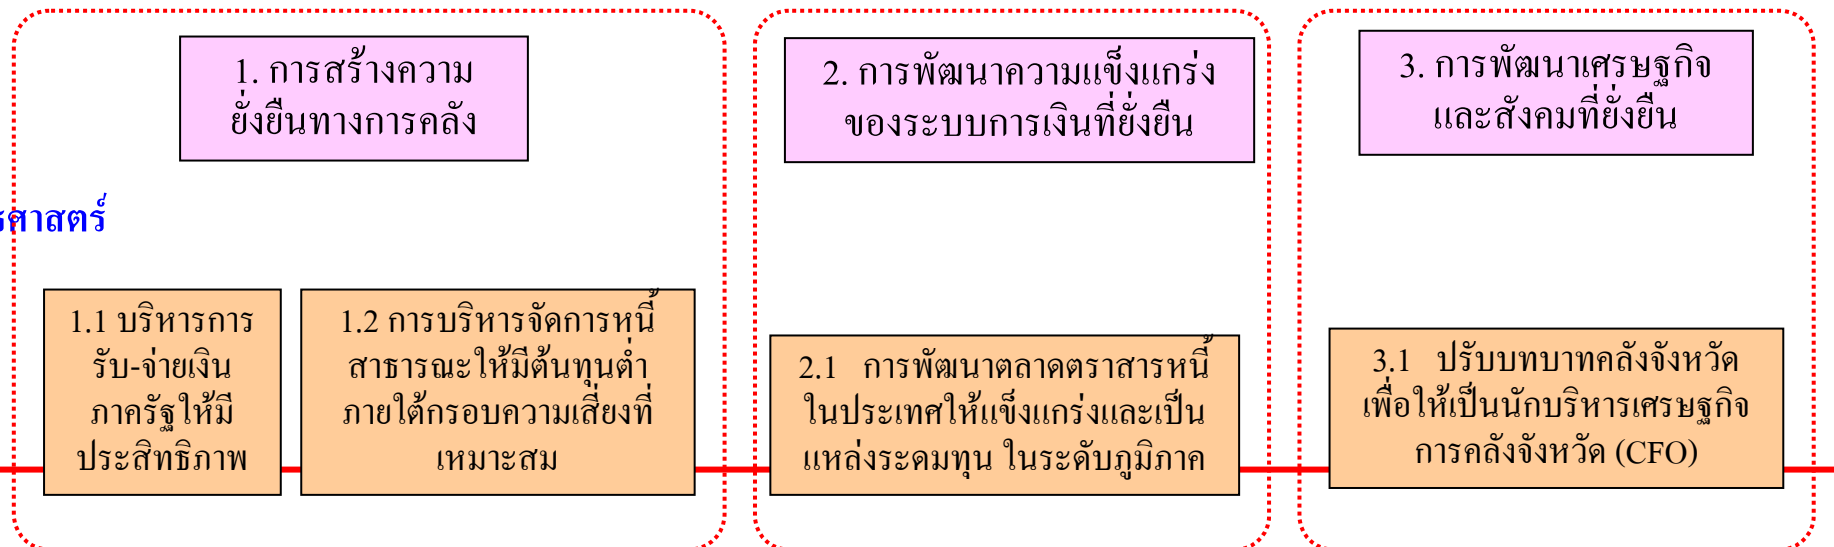 1. การสร้างความ
ยั่งยืนทางการคลัง
2. การพัฒนาความแข็งแกร่ง
ของระบบการเงินที่ยั่งยืน
3. การพัฒนาเศรษฐกิจ
และสังคมที่ยั่งยืน
ศาสตร์
1.1 บริหารการ
รับ-จ่ายเงิน
ภาครัฐให้มี
ประสิทธิภาพ
1.2 การบริหารจัดการหนี้
สาธารณะให้มีต้นทุนต่ำ
ภายใต้กรอบความเสี่ยงที่
เหมาะสม
2.1 การพัฒนาตลาดตราสารหนี้
ในประเทศให้แข็งแกร่งและเป็น
แหล่งระดมทุน ในระดับภูมิภาค
3.1 ปรับบทบาทคลังจังหวัด
เพื่อให้เป็นนักบริหารเศรษฐกิจ
การคลังจังหวัด (CFO)